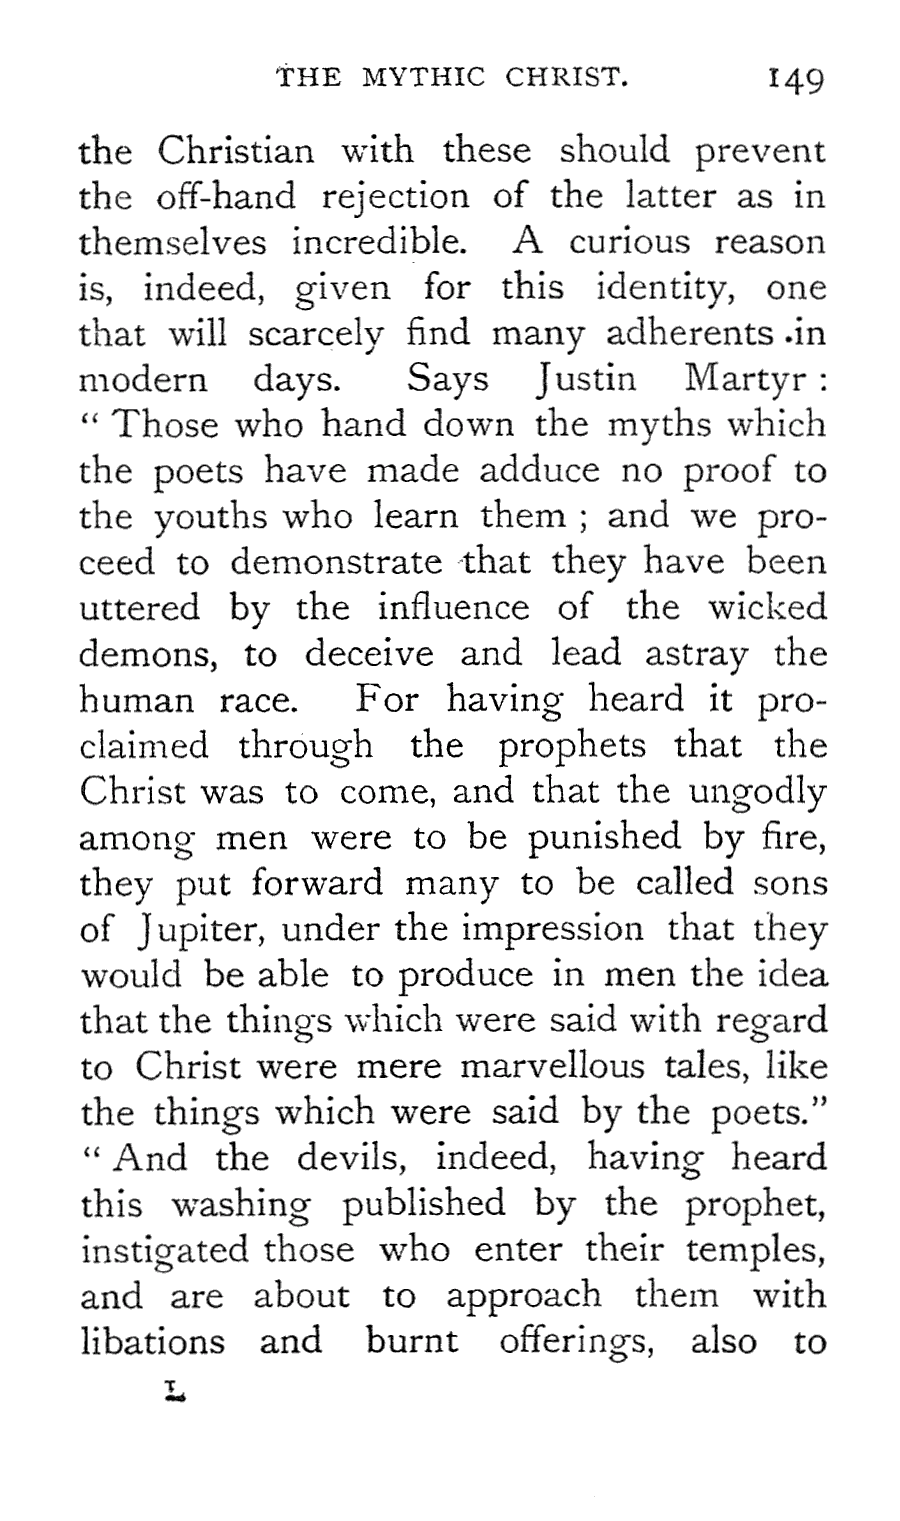 THE MYTHIC CHRIST. 149
the Christian with these should prevent
the off-hand rejection of the latter as in
themselves incredible. A curious reason
is, indeed, given for this identity, one
that will scarcely find many adherents in
modern days. Says Justin Martyr :
“ Those who hand down the myths which
the poets have made adduce no proof to
the youths who learn them ; and we pro-
ceed to demonstrate that they have been
uttered by the influence of the wicked
demons, to deceive and lead astray the
human race. For having heard it pro-
claimed through the prophets that the
Christ was to come, and that the ungodly
among men were to be punished by fire,
they put forward many to be called sons
of Jupiter, under the impression that they
would be able to produce in men the idea
that the things which were said with regard
to Christ were mere marvellous tales, like
the things which were said by the poets.”
“ And the devils, indeed, having heard
this washing published by the prophet,
instigated those who enter their temples,
and are about to approach them with
libations and burnt offerings, also to
L